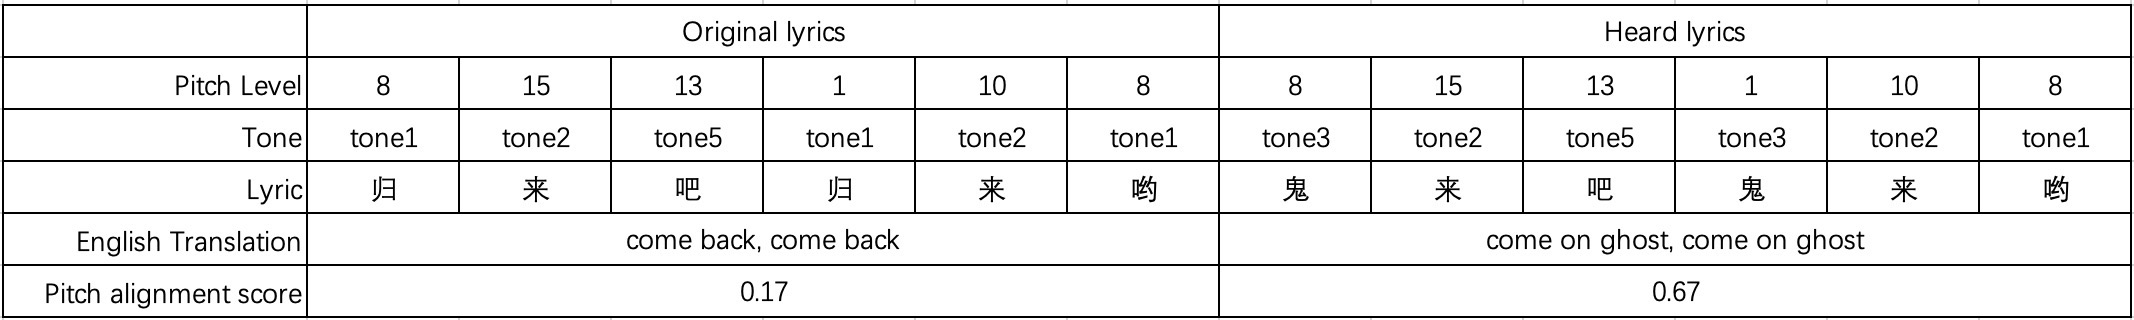 Original lyrics Heard lyrics
Pitch Level 8 15 13 1 10 8 8 15 13 1 10 8
Tone tone1 tone2 tone5 tone1 tone2 tone1 tone3 tone2 tone5 tone3 tone2 tone1
Lyric 归 来 吧 归 来 哟 鬼 来 吧 鬼 来 哟
English Translation come back, come back come on ghost, come on ghost
Pitch alignment score 0.17 0.67